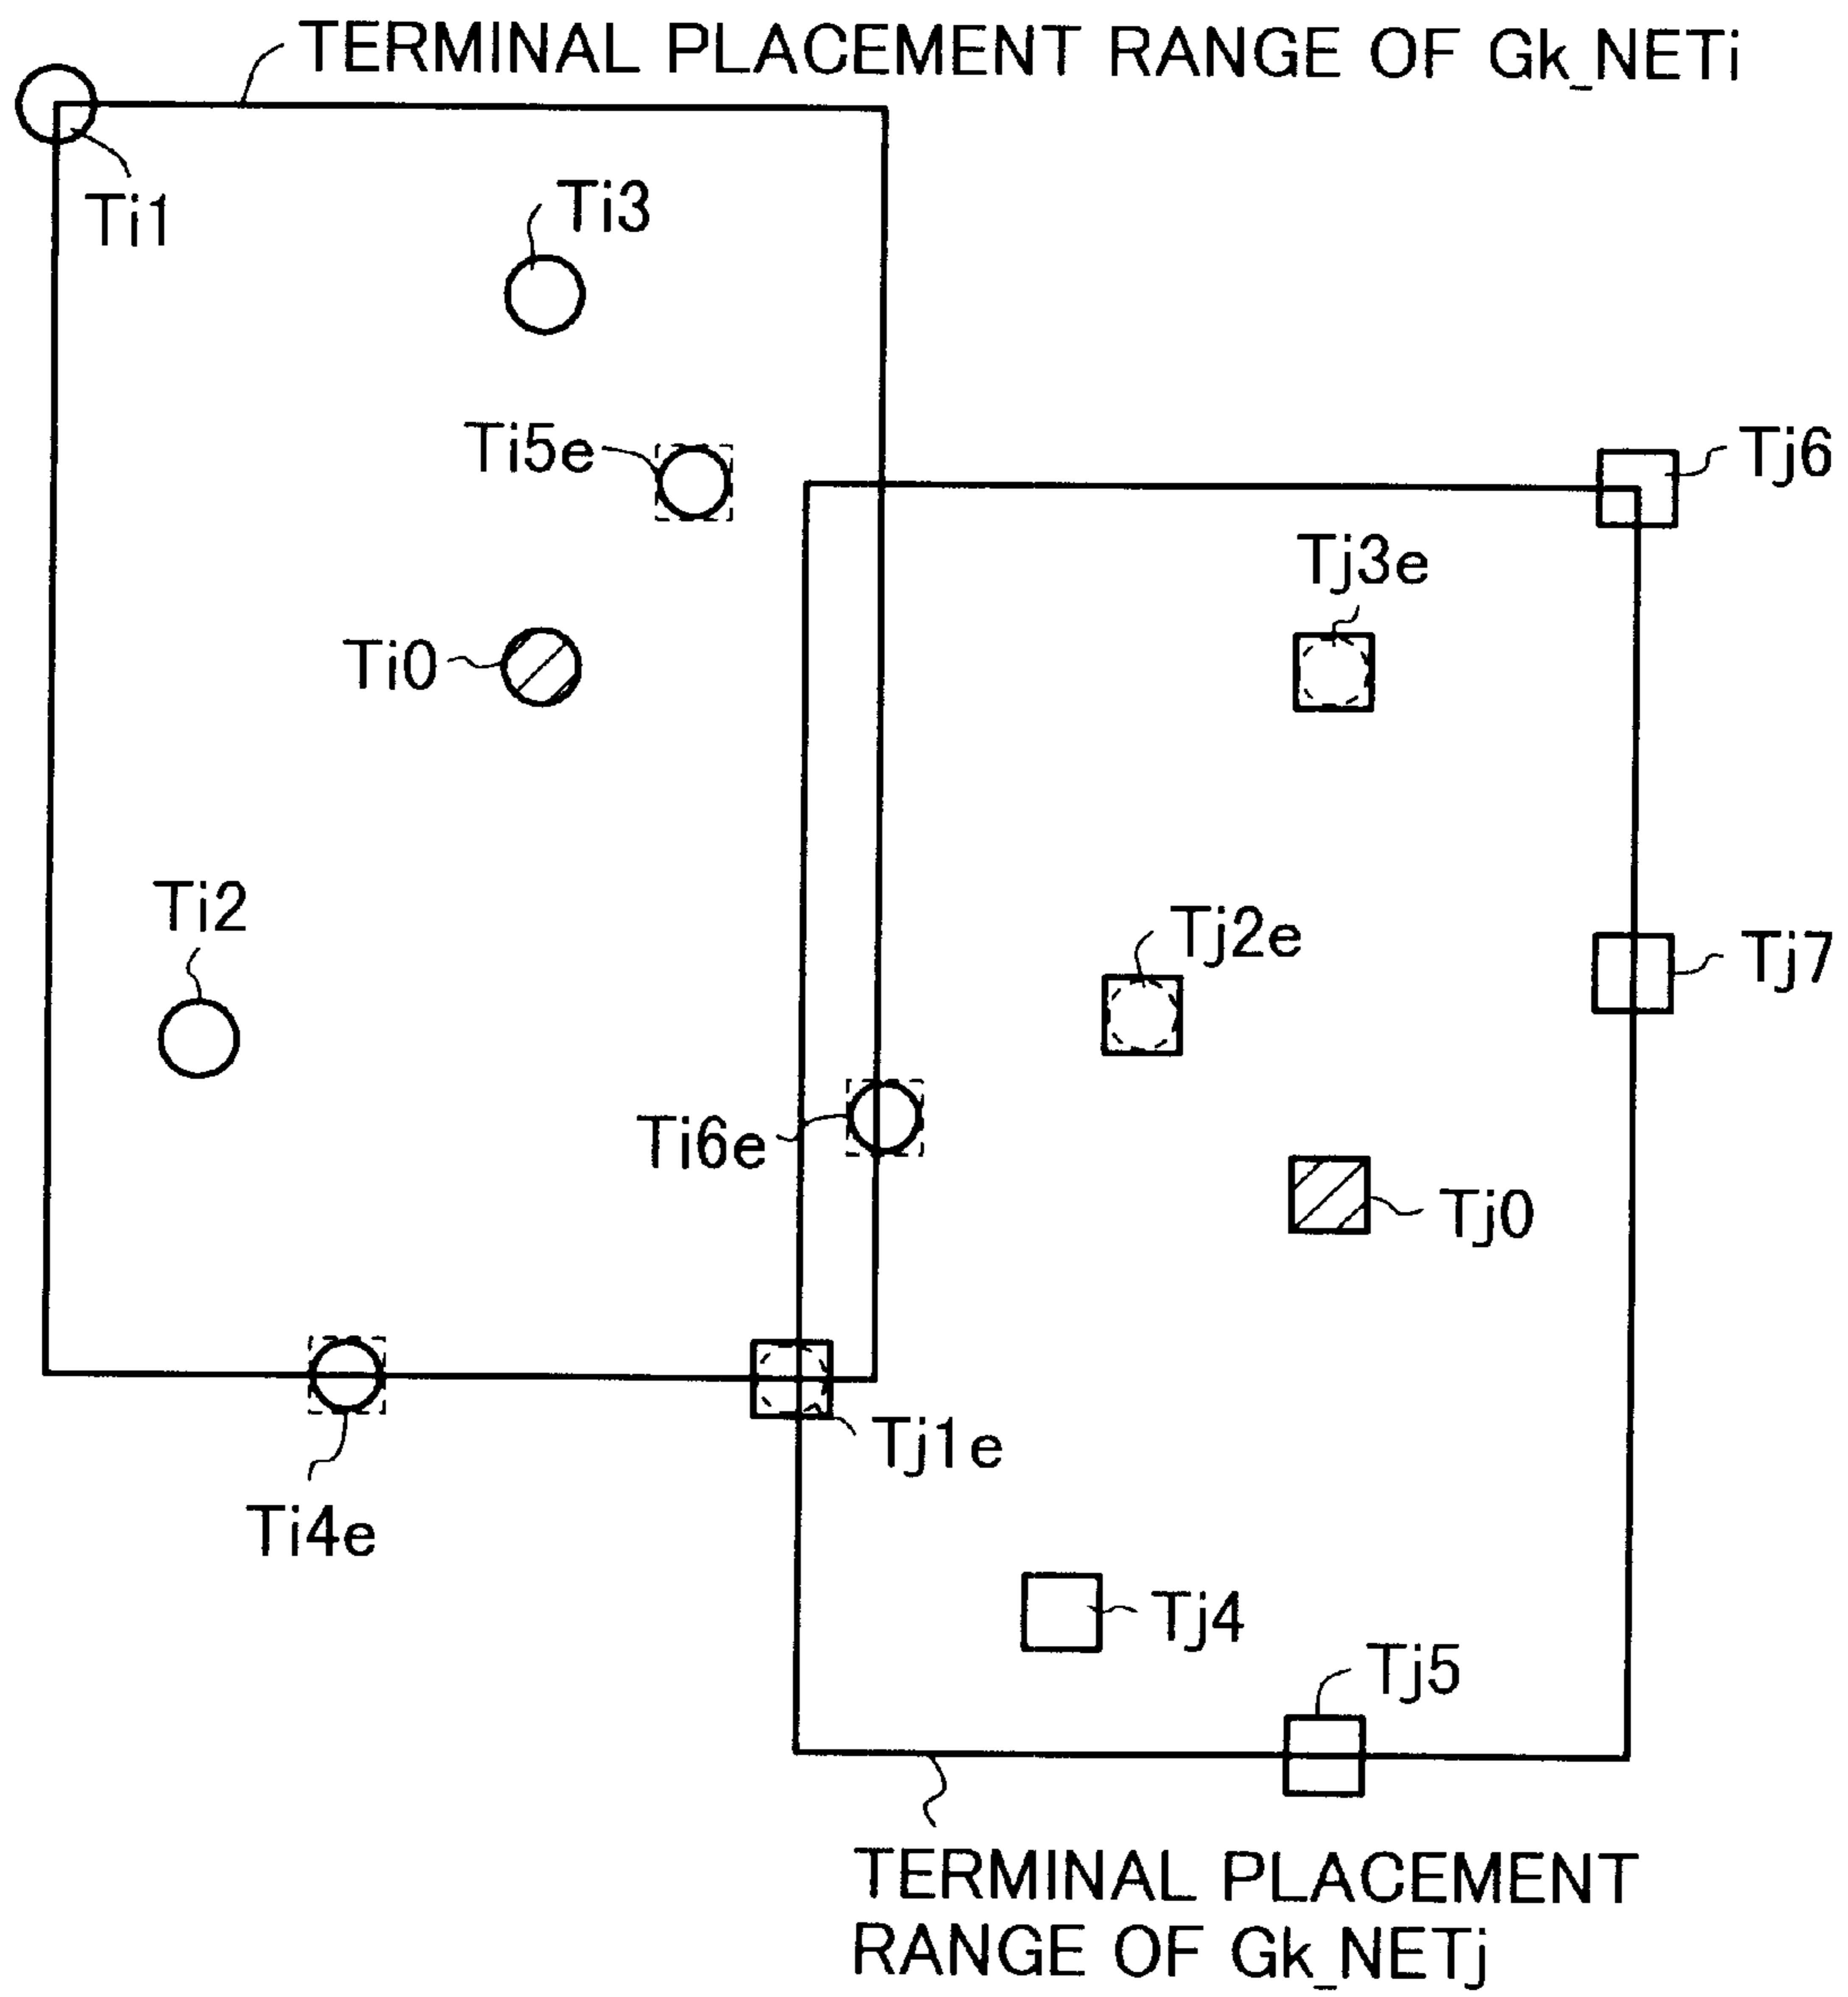 TERMINAL PLACEMENT RANGE OF Gk_NETi
Ti1
Ti3
Ti5e
Tj6
Tj3e
Ti0
Ti2
Tj2e
Tj7
Ti6e
Tj0
Tj1e
Ti4e
Tj4
Tj5
TERMINAL PLACEMENT
RANGE OF Gk_NETj